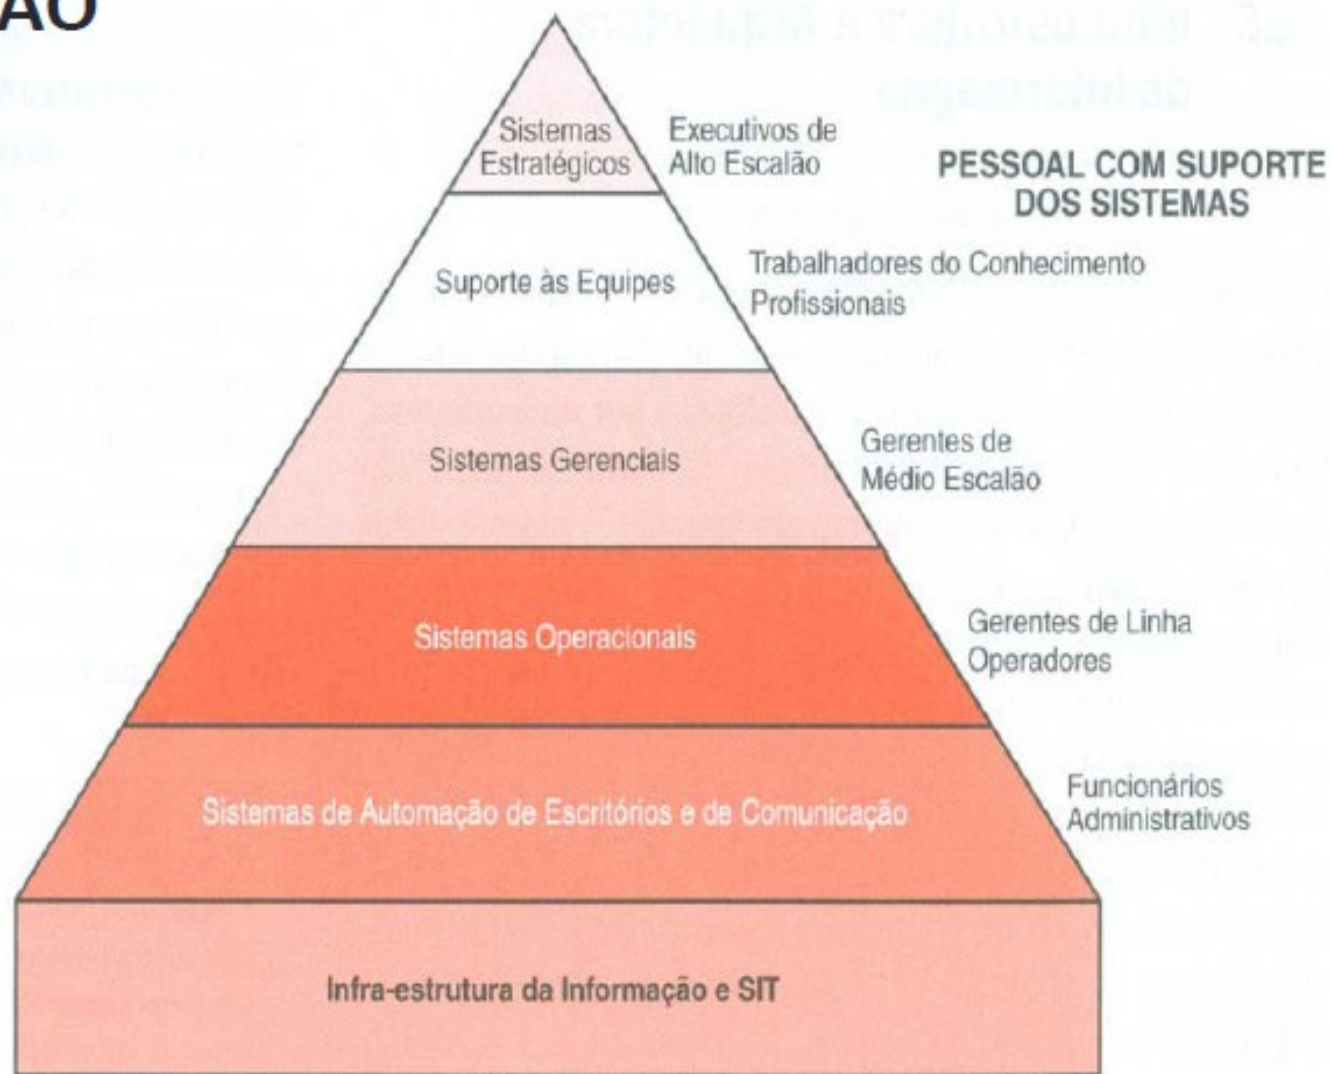 ÃO
Sistemas
Estratégicos
Executivos de
Alto Escalão
PESSOAL COM SUPORTE
DOS SISTEMAS
Suporte às Equipes
Trabalhadores do Conhecimento
Profissionais
Sistemas Gerenciais
Gerentes de
Médio Escalão
Sistemas Operacionais
Gerentes de Linha
Operadores
Sistemas de Automação de Escritórios e de Comunicação
Funcionários
Administrativos
Infra-estrutura da Informação e SIT